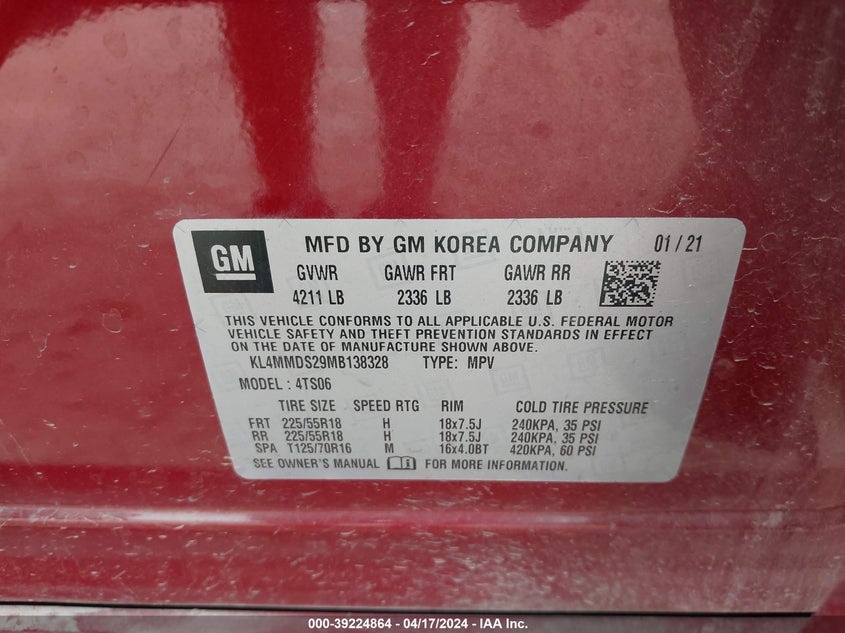 GM
MFD BY GM KOREA COMPANY 01/21
GVWR GAWR FRT GAWR RR
4211 LB 2336 LB 2336 LB
THIS VEHICLE CONFORMS TO ALL APPLICABLE U.S. FEDERAL MOTOR
VEHICLE SAFETY AND THEFT PREVENTION STANDARDS IN EFFECT
ON THE DATE OF MANUFACTURE SHOWN ABOVE.
KL4MMDS29MB138328 TYPE: MPV
MODEL : 4TS06
TIRE SIZE SPEED RTG RIM COLD TIRE PRESSURE
FRT 225/55R18 H 18x7.5J 240KPA, 35 PSI
RR 225/55R18 H 18x7.5J 240KPA, 35 PSI
SPA T125/70R16 M 16x4.0BT 420KPA, 60 PSI
SEE OWNER'S MANUAL FOR MORE INFORMATION.
000-39224864 - 04/17/2024 - IAA Inc.